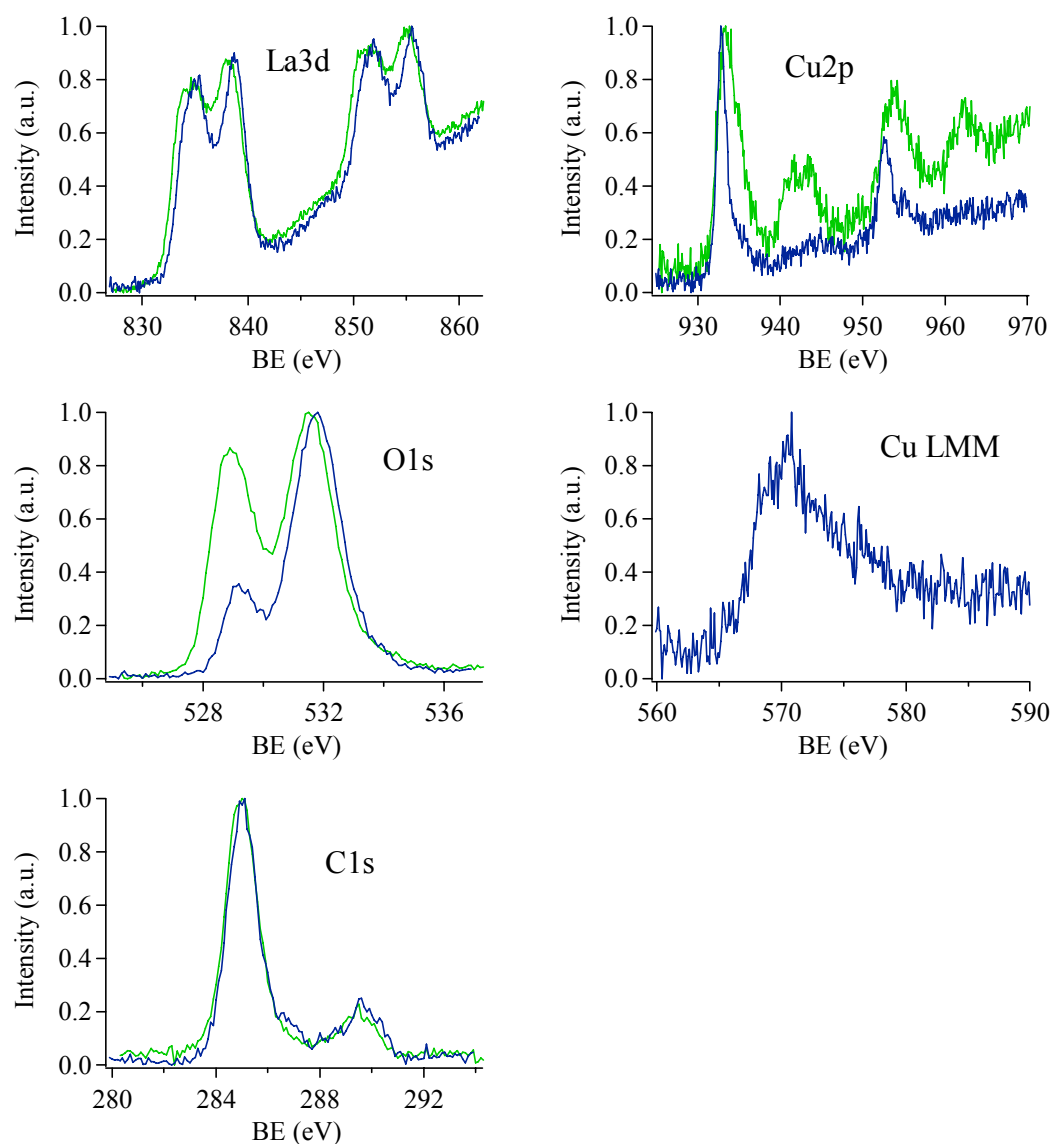 La3d
Intensity (a.u.)
1.0
0.8
0.6
0.4
0.2
0.0
830 840 850 860
BE (eV)
Cu2p
Intensity (a.u.)
1.0
0.8
0.6
0.4
0.2
0.0
930 940 950 960 970
BE (eV)
O1s
Intensity (a.u.)
1.0
0.8
0.6
0.4
0.2
0.0
528 532 536
BE (eV)
Cu LMM
Intensity (a.u.)
1.0
0.8
0.6
0.4
0.2
0.0
560 570 580 590
BE (eV)
C1s
Intensity (a.u.)
1.0
0.8
0.6
0.4
0.2
0.0
280 284 288 292
BE (eV)